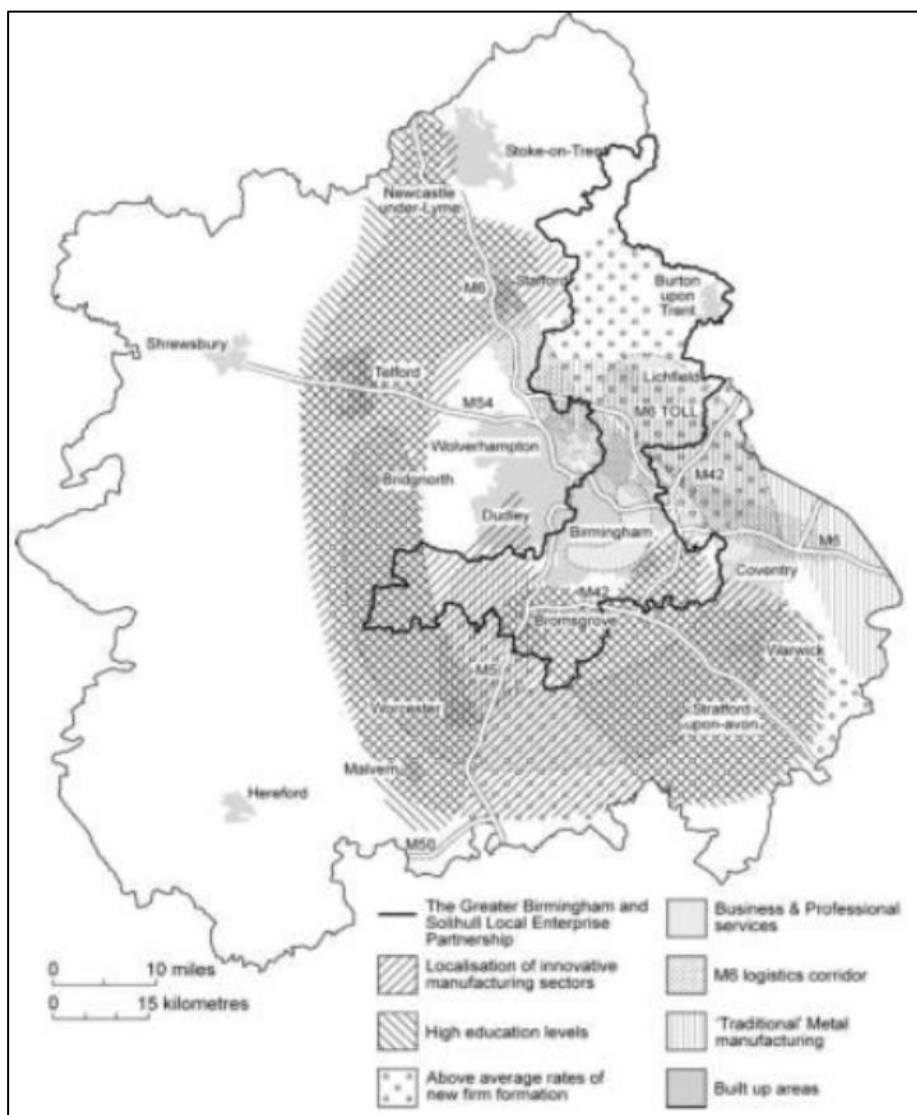 Stoke-on-Trent
Newcastle
under-Lyme
M6
Stafford
Burton
upon
Trent
Shrewsbury
Lichfield
Telford
M54
M6 TOLL
Wolverhampton
M42
Bridgnorth
Dudley
Birmingham
M6
Coventry
M42
Bromsgrove
M5
Warwick
Worcester
Stratford
upon-avon
Malvern
Hereford
M50
The Greater Birmingham and
Solihull Local Enterprise
Partnership
Localisation of innovative
manufacturing sectors
High education levels
Above average rates of
new firm formation
Business & Professional
services
M6 logistics corridor
'Traditional' Metal
manufacturing
Built up areas
0 10 miles
0 15 kilometres